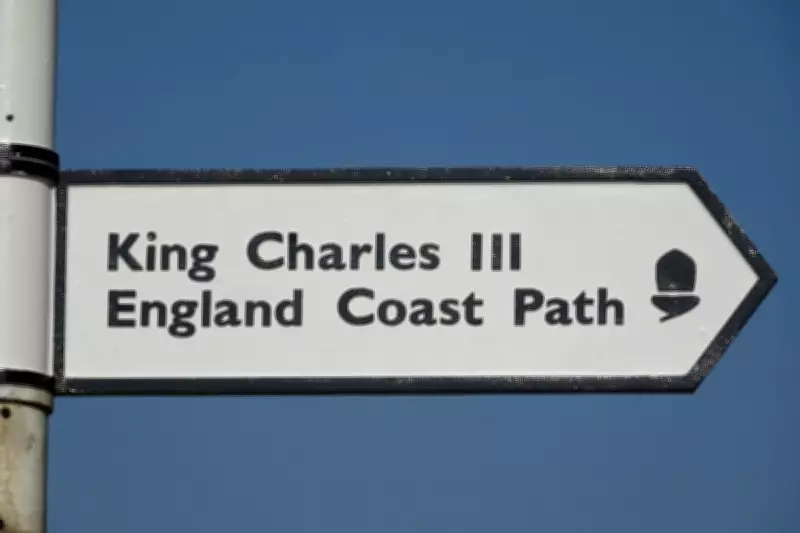 King Charles III
England Coast Path